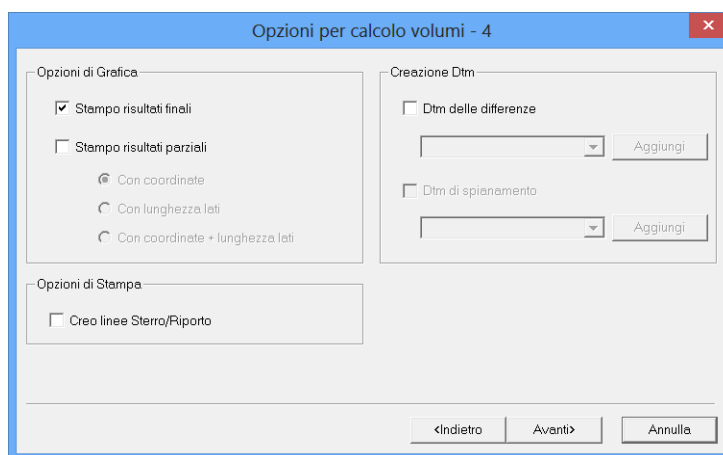 Opzioni per calcolo volumi - 4
Opzioni di Grafica
Stampo risultati finali
Stampo risultati parziali
Con coordinate
Con lunghezza lati
Con coordinate + lunghezza lati
Creazione Dtm
Dtm delle differenze
Aggiungi
Dtm di spianamento
Aggiungi
Opzioni di Stampa
Creo linee Sterro/Riporto
<Indietro
Avanti>
Annulla